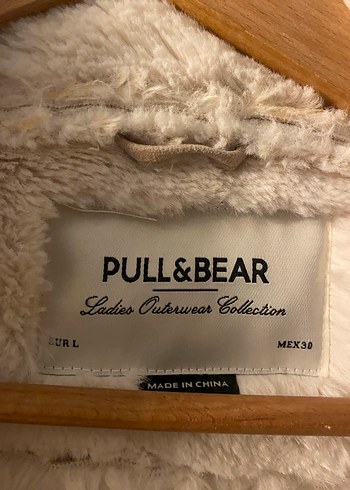 PULL&BEAR
Ladies Outerwear Collection
EUR L MEX 30
MADE IN CHINA